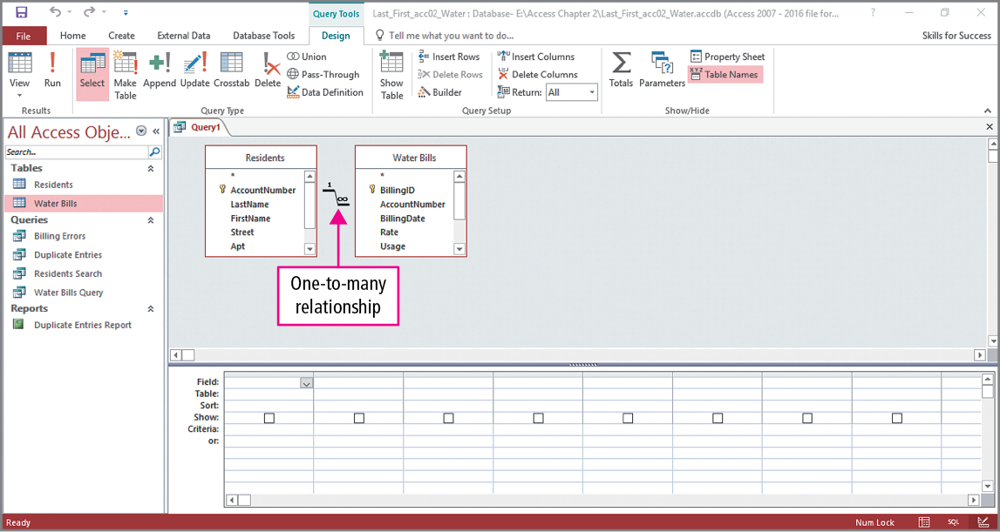 Query Tools
Last_First_acc02_Water : Database- E:\Access Chapter 2\Last_First_acc02_Water.accdb (Access 2007 - 2016 file for...
?
File
Home
Create
External Data
Database Tools
Design
Tell me what you want to do...
Skills for Success
View
Run
Results
Select
Make Table
Append
Update
Crosstab
Delete
Union
Pass-Through
Data Definition
Query Type
Show Table
Insert Rows
Delete Rows
Builder
Insert Columns
Delete Columns
Return: All
Query Setup
Totals
Parameters
Property Sheet
XYZ Table Names
Show/Hide
All Access Obje... «
Search...
Tables
Residents
Water Bills
Queries
Billing Errors
Duplicate Entries
Residents Search
Water Bills Query
Reports
Duplicate Entries Report
Query1
Residents
*
AccountNumber
LastName
FirstName
Street
Apt
1
∞
Water Bills
*
BillingID
AccountNumber
BillingDate
Rate
Usage
One-to-many
relationship
Field:
Table:
Sort:
Show:
Criteria:
or:
Ready
Num Lock
SQL